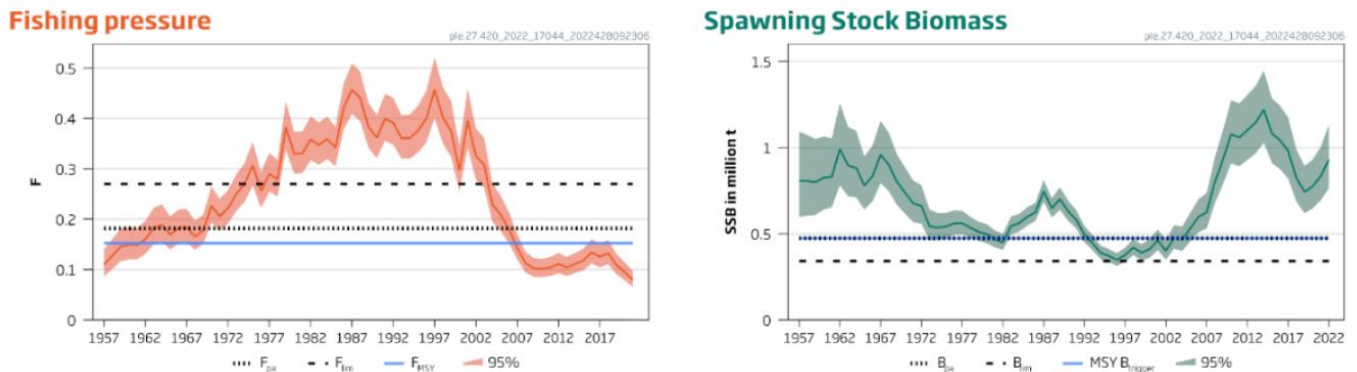 Fishing pressure
ple.27.420_2022_17044_2022428092306
F
0.5
0.4
0.3
0.2
0.1
0
1957 1962 1967 1972 1977 1982 1987 1992 1997 2002 2007 2012 2017
Fpa Flim FMSY 95%
Spawning Stock Biomass
ple.27.420_2022_17044_2022428092306
SSB in million t
1.5
1
0.5
0
1957 1962 1967 1972 1977 1982 1987 1992 1997 2002 2007 2012 2017 2022
Bpa Blim MSY Btrigger 95%